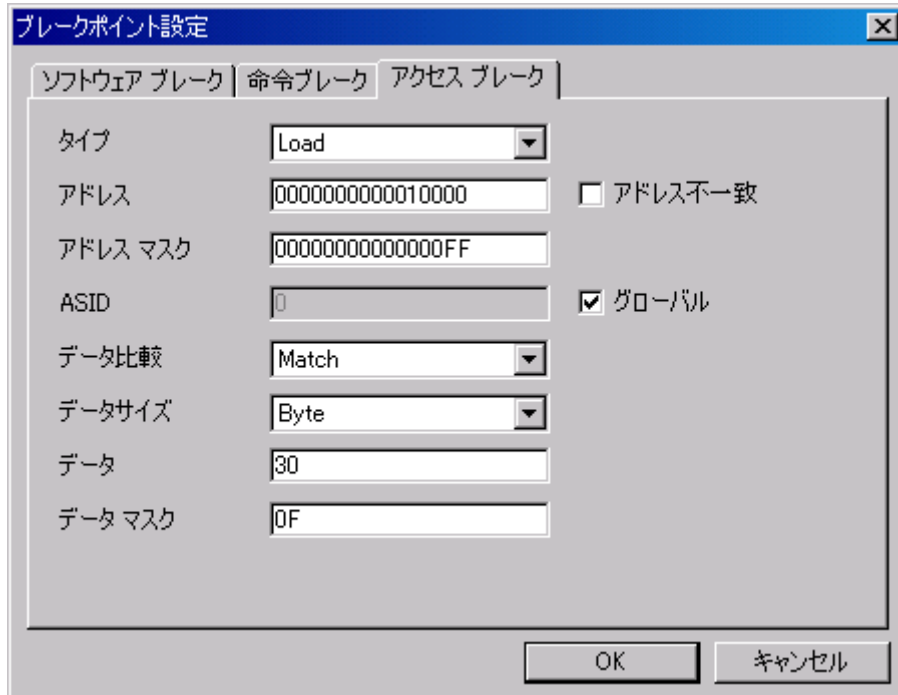 ブレークポイント設定
ソフトウェア ブレーク 命令ブレーク アクセス ブレーク
タイプ Load
アドレス 0000000000010000 アドレス不一致
アドレス マスク 00000000000000FF
ASID 0 グローバル
データ比較 Match
データサイズ Byte
データ 30
データ マスク 0F
OK キャンセル